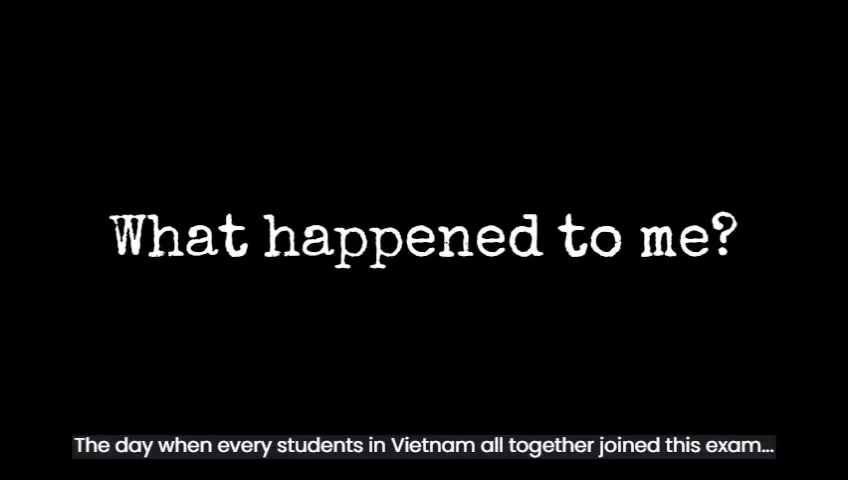 What happened to me?
The day when every students in Vietnam all together joined this exam...